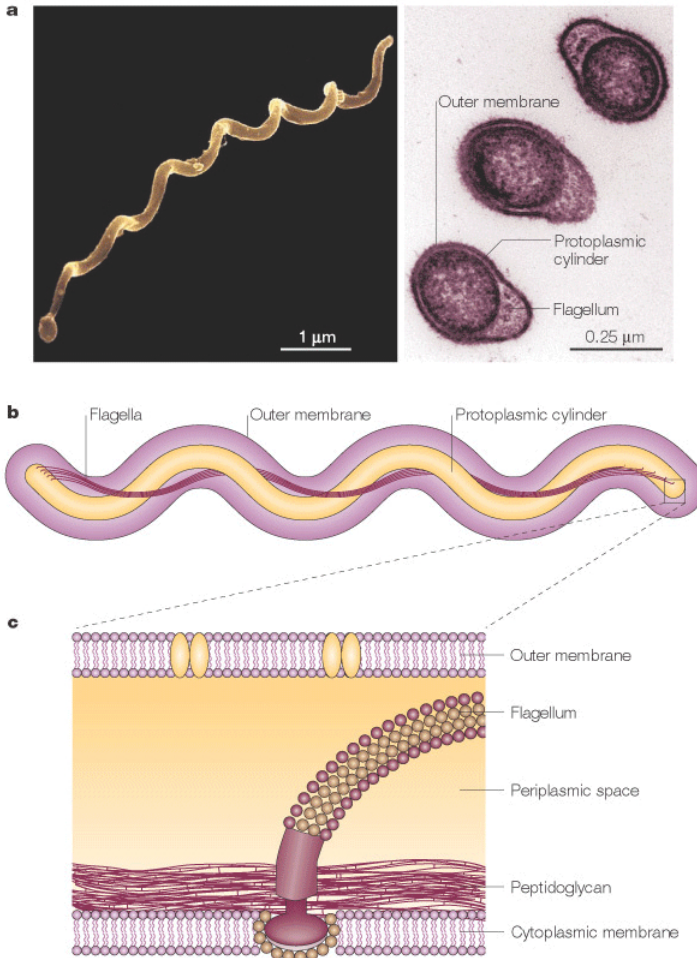 a
Outer membrane
Protoplasmic
cylinder
Flagellum
1 µm
0.25 µm
b
Flagella
Outer membrane
Protoplasmic cylinder
c
Outer membrane
Flagellum
Periplasmic space
Peptidoglycan
Cytoplasmic membrane